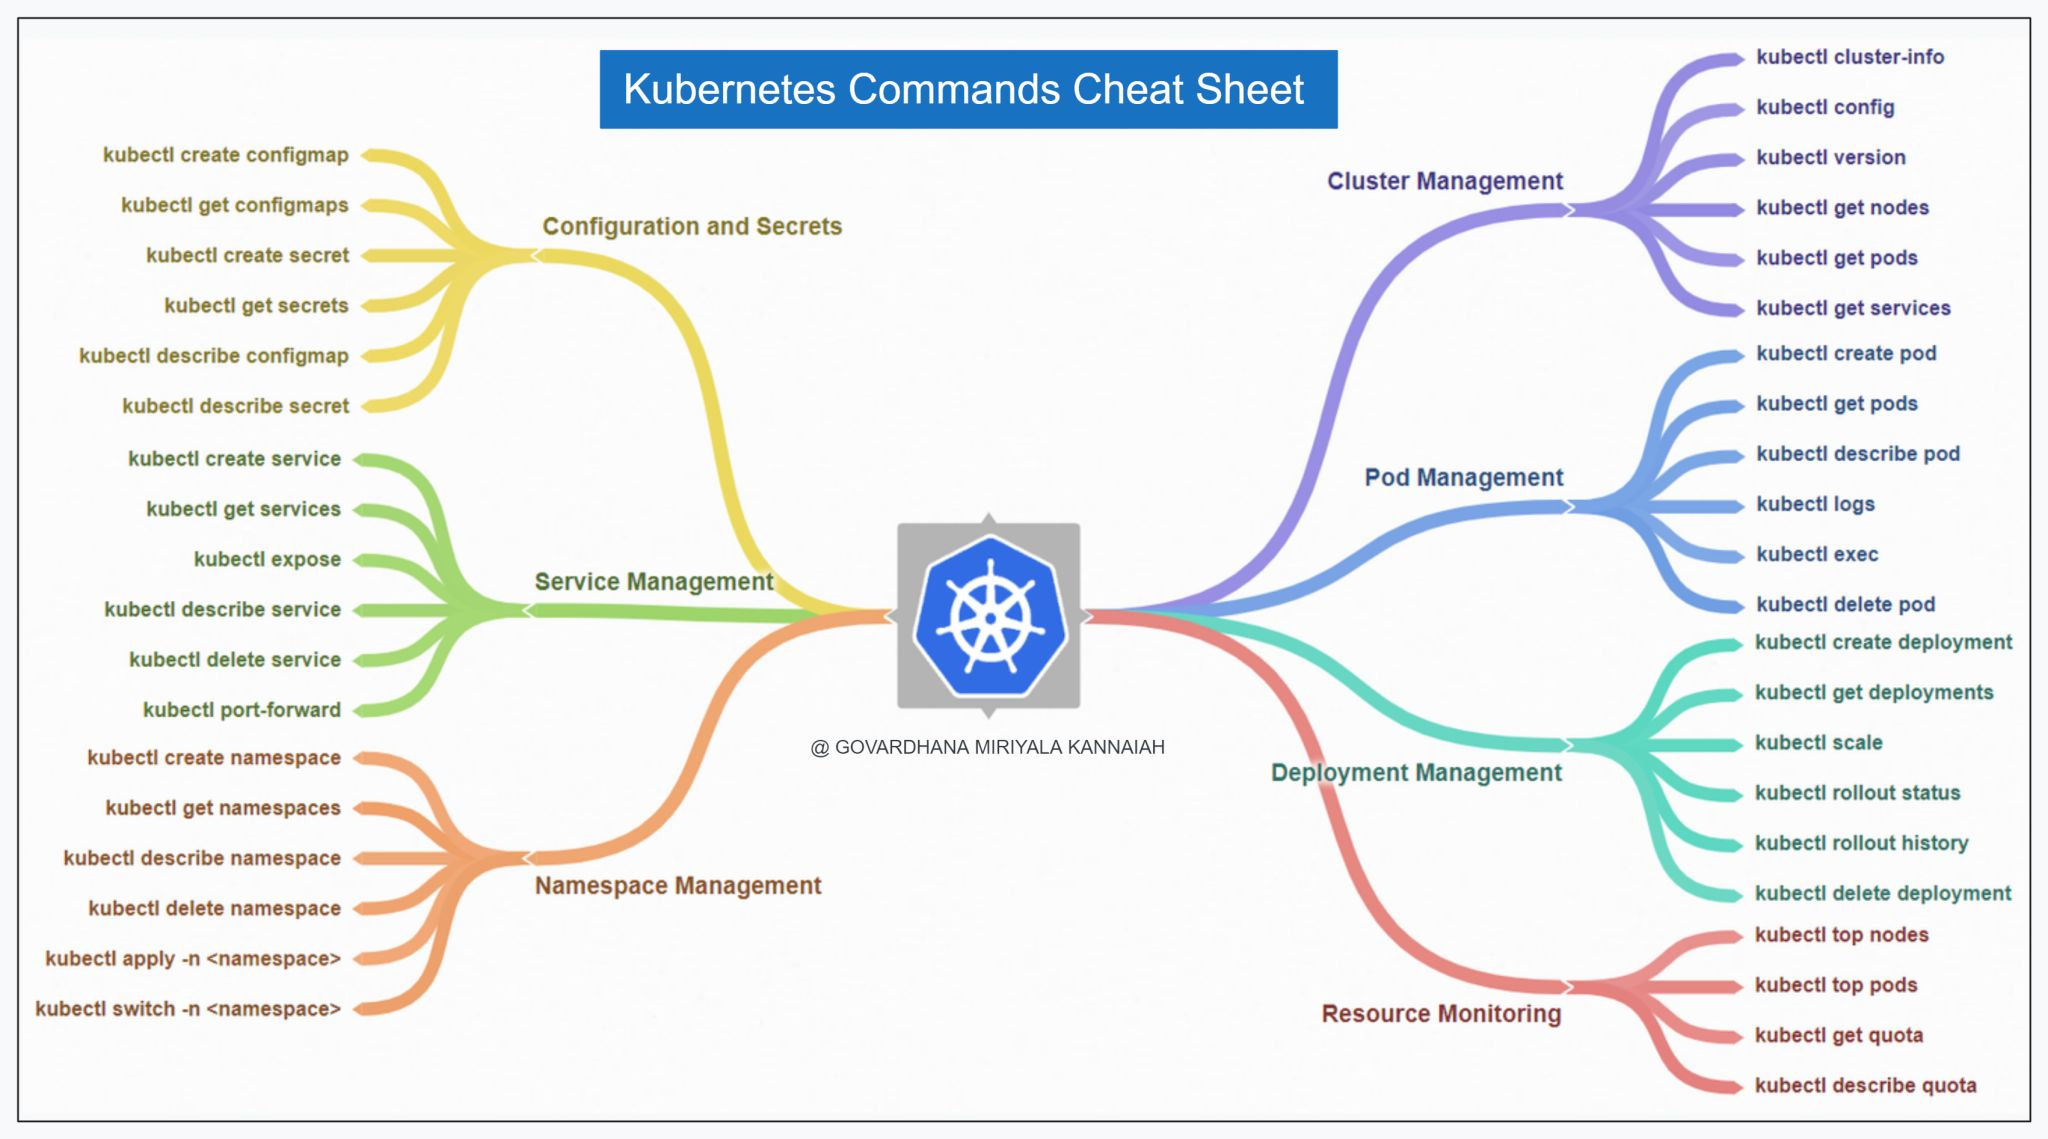 Kubernetes Commands Cheat Sheet
Configuration and Secrets
kubectl create configmap
kubectl get configmaps
kubectl create secret
kubectl get secrets
kubectl describe configmap
kubectl describe secret
Service Management
kubectl create service
kubectl get services
kubectl expose
kubectl describe service
kubectl delete service
kubectl port-forward
Namespace Management
kubectl create namespace
kubectl get namespaces
kubectl describe namespace
kubectl delete namespace
kubectl apply -n <namespace>
kubectl switch -n <namespace>
@ GOVARDHANA MIRIYALA KANNAIAH
Cluster Management
kubectl cluster-info
kubectl config
kubectl version
kubectl get nodes
kubectl get pods
kubectl get services
Pod Management
kubectl create pod
kubectl get pods
kubectl describe pod
kubectl logs
kubectl exec
kubectl delete pod
Deployment Management
kubectl create deployment
kubectl get deployments
kubectl scale
kubectl rollout status
kubectl rollout history
kubectl delete deployment
Resource Monitoring
kubectl top nodes
kubectl top pods
kubectl get quota
kubectl describe quota